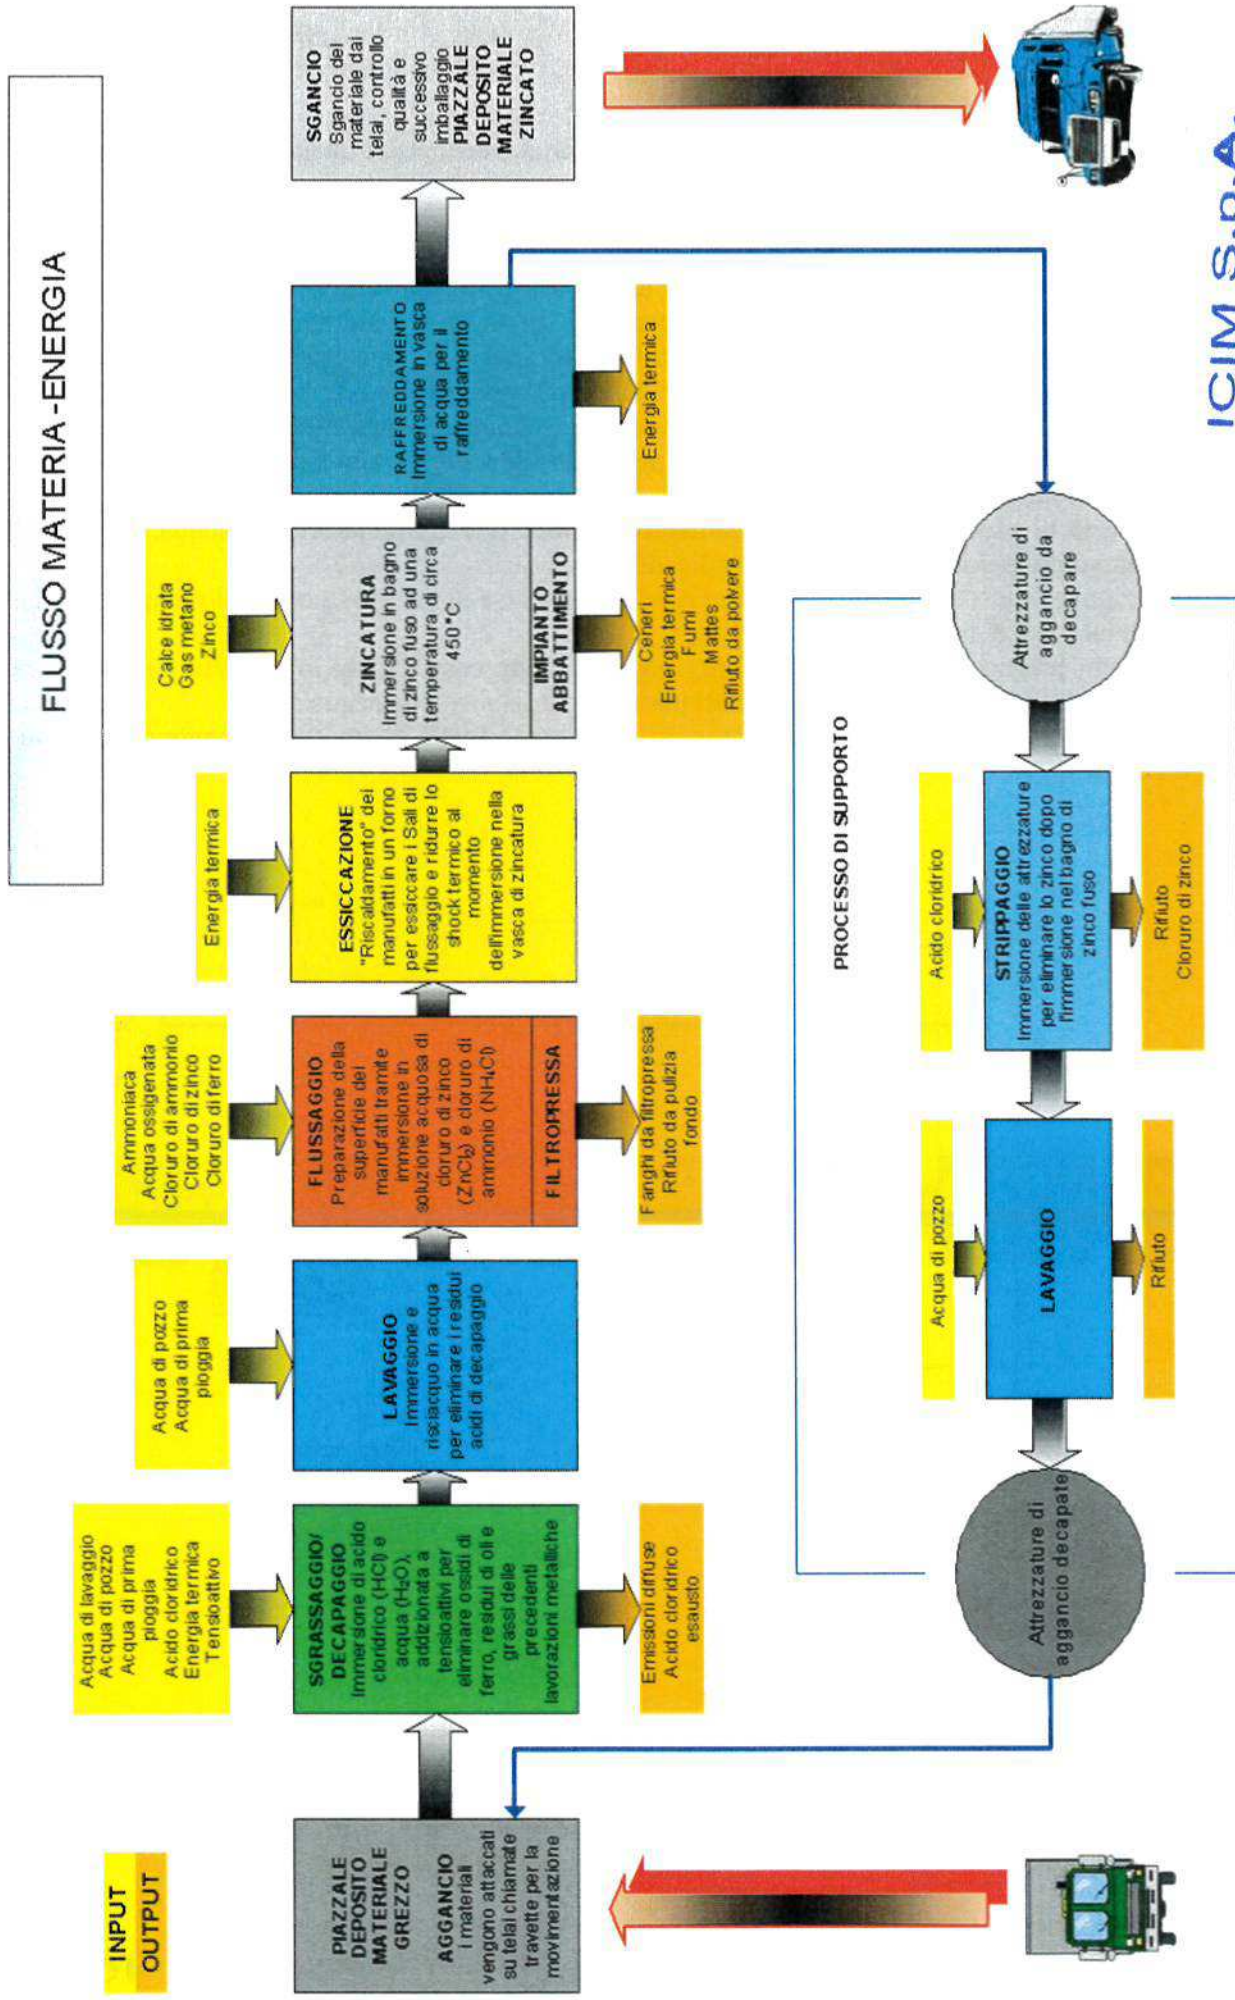 FLUSSO MATERIA-ENERGIA
INPUT
OUTPUT
Acqua di lavaggio
Acqua di pozzo
Acqua di prima
pioggia
Acido cloridrico
Energia termica
Tensioattivo
Acqua di pozzo
Acqua di prima
pioggia
Ammoniaca
Acqua ossigenata
Cloruro di ammonio
Cloruro di zinco
Cloruro di ferro
Energia termica
Calce idrata
Gas metano
Zinco
PIAZZALE
DEPOSITO
MATERIALE
GREZZO
AGGANCIO
i materiali
vengono attaccati
su telai chiamate
travette per la
movimentazione
SGRASSAGGIO/
DECAPAGGIO
Immersione di acido
cloridrico (HCl) e
acqua (H₂O),
addizionata a
tensioattivi per
eliminare ossidi di
ferro, residui di oli e
grassi delle
precedenti
lavorazioni metalliche
LAVAGGIO
Immersione e
risciacquo in acqua
per eliminare i residui
acidi di decapaggio
FLUSSAGGIO
Preparazione della
superficie dei
manufatti tramite
immersione in
soluzione acquosa di
cloruro di zinco
(ZnCl₂) e cloruro di
ammonio (NH₄Cl)
FILTROPRESSA
ESSICCAZIONE
"Riscaldamento" dei
manufatti in un forno
per essiccare i Sali di
flussaggio e ridurre lo
shock termico al
momento
dell'immersione nella
vasca di zincatura
ZINCATURA
Immersione in bagno
di zinco fuso ad una
temperatura di circa
450°C
IMPIANTO
ABBATTIMENTO
RAFFREDDAMENTO
Immersione in vasca
di acqua per il
raffreddamento
SGANCIO
Sgancio del
materiale dai
telai, controllo
qualità e
successivo
imballaggio
PIAZZALE
DEPOSITO
MATERIALE
ZINCATO
Emissioni diffuse
Acido cloridrico
esausto
Fanghi da filtropressa
Rifiuto da pulizia
fondo
Ceneri
Energia termica
Fumi
Mattes
Rifiuto da polvere
Energia termica
PROCESSO DI SUPPORTO
Acqua di pozzo
Acido cloridrico
Attrezzature di
aggancio decapate
LAVAGGIO
STRIPPAGGIO
Immersione delle attrezzature
per eliminare lo zinco dopo
l'immersione nel bagno di
zinco fuso
Attrezzature di
aggancio da
decapare
Rifiuto
Rifiuto
Cloruro di zinco
ICIM S.p.A.